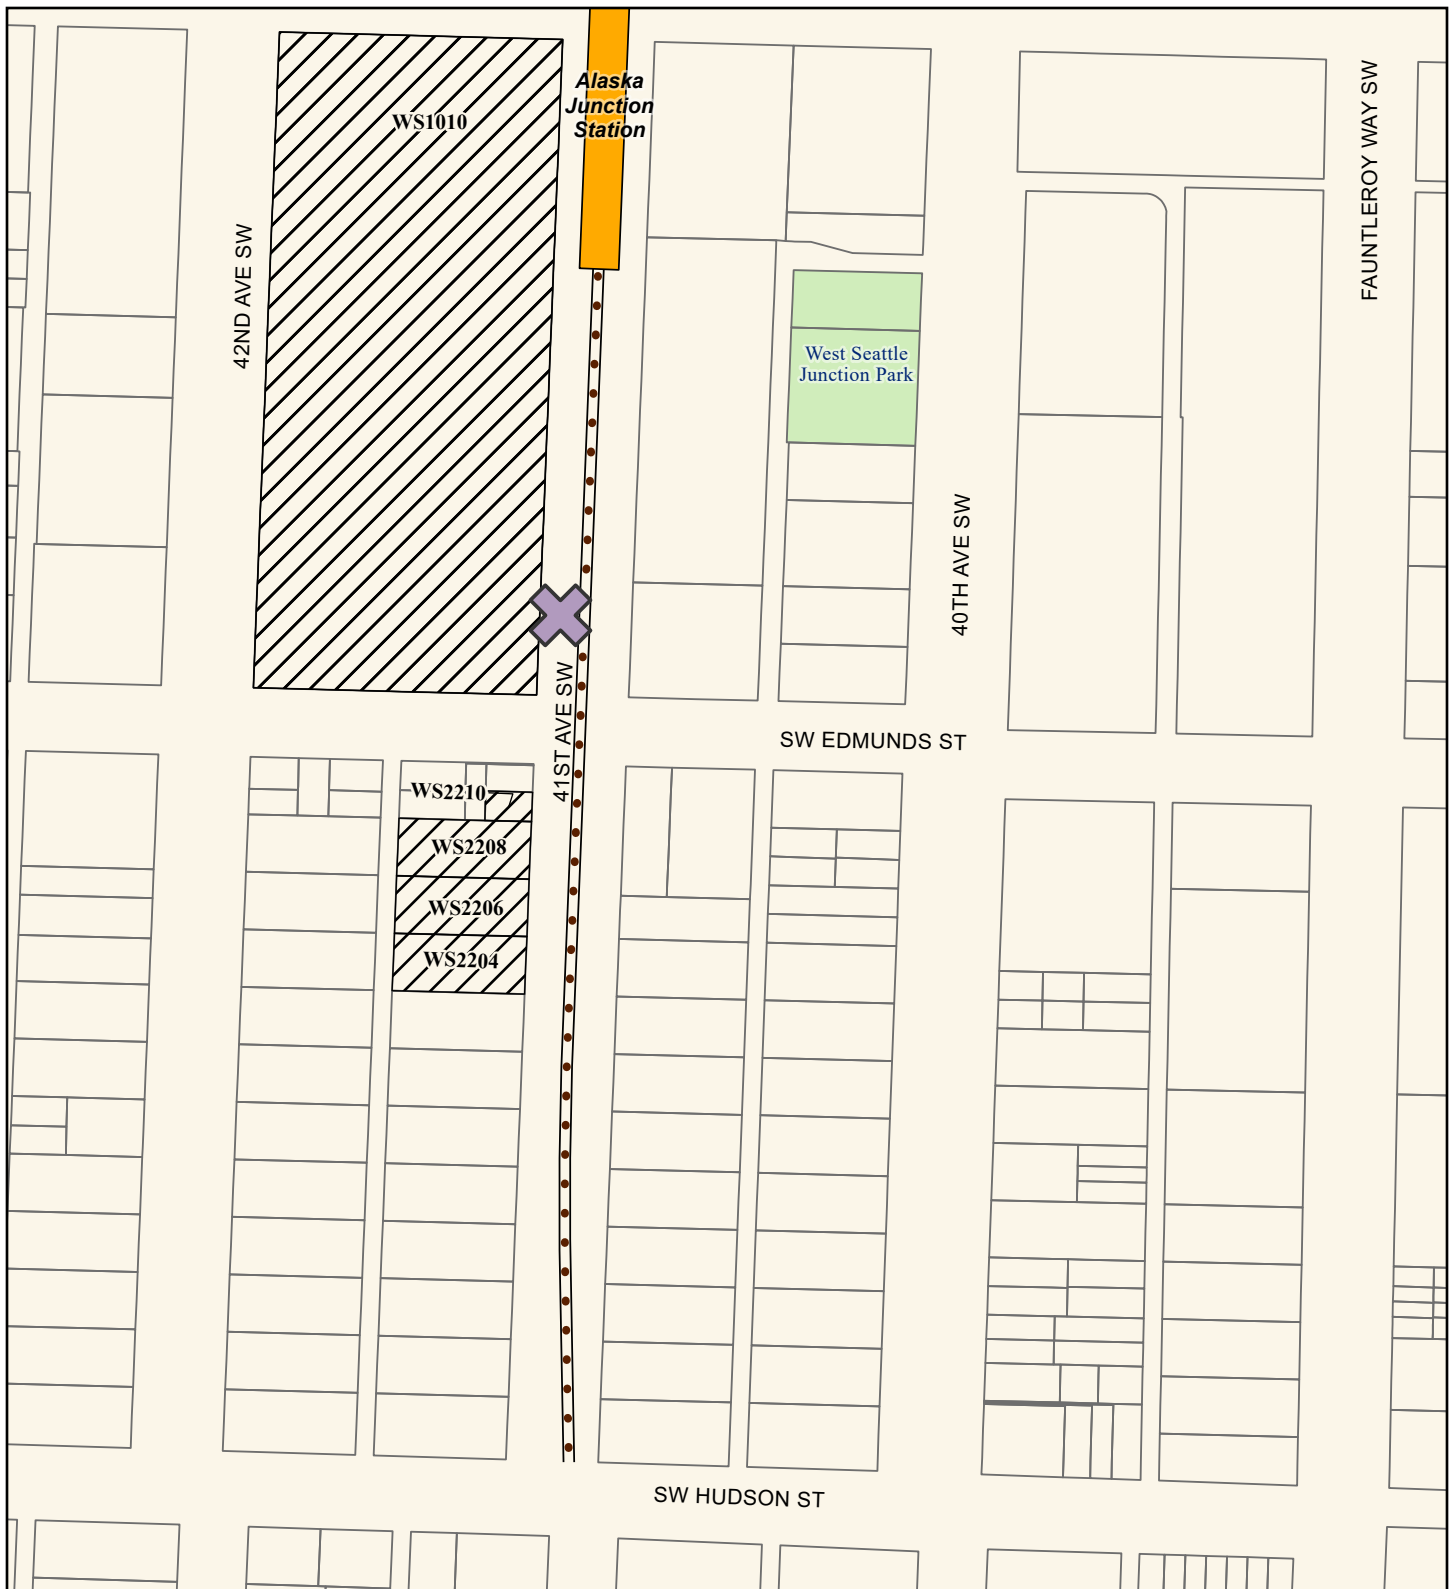 Alaska
Junction
Station
WS1010
FAUNTLEROY WAY SW
42ND AVE SW
West Seattle
Junction Park
40TH AVE SW
41ST AVE SW
SW EDMUNDS ST
WS2210
WS2208
WS2206
WS2204
SW HUDSON ST